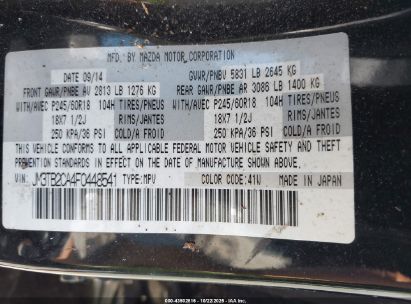 MFD. BY MAZDA MOTOR CORPORATION
DATE 09/14 GVWR/PNBV 5831 LB 2645 KG
FRONT GAWR/PNBE AV 2813 LB 1276 KG REAR GAWR/PNBE AR 3086 LB 1400 KG
WITH/AVEC P245/60R18 104H TIRES/PNEUS WITH/AVEC P245/60R18 104H TIRES/PNEUS
18X7 1/2J RIMS/JANTES 18X7 1/2J RIMS/JANTES
250 KPA/36 PSI COLD/A FROID 250 KPA/36 PSI COLD/A FROID
THIS VEHICLE CONFORMS TO ALL APPLICABLE FEDERAL MOTOR VEHICLE SAFETY AND THEFT
PREVENTION STANDARDS IN EFFECT ON THE DATE OF MANUFACTURE SHOWN ABOVE.
VIN: JM3TB2CA4F0448541 TYPE:MPV COLOR CODE:41W MADE IN JAPAN